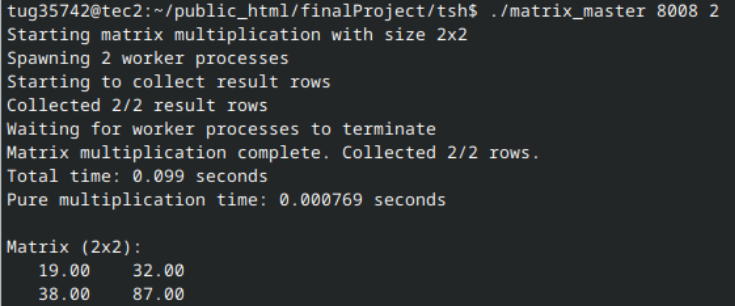 tug35742@tec2:~/public_html/finalProject/tsh$ ./matrix_master 8008 2
Starting matrix multiplication with size 2x2
Spawning 2 worker processes
Starting to collect result rows
Collected 2/2 result rows
Waiting for worker processes to terminate
Matrix multiplication complete. Collected 2/2 rows.
Total time: 0.099 seconds
Pure multiplication time: 0.000769 seconds

Matrix (2x2):
   19.00    32.00
   38.00    87.00